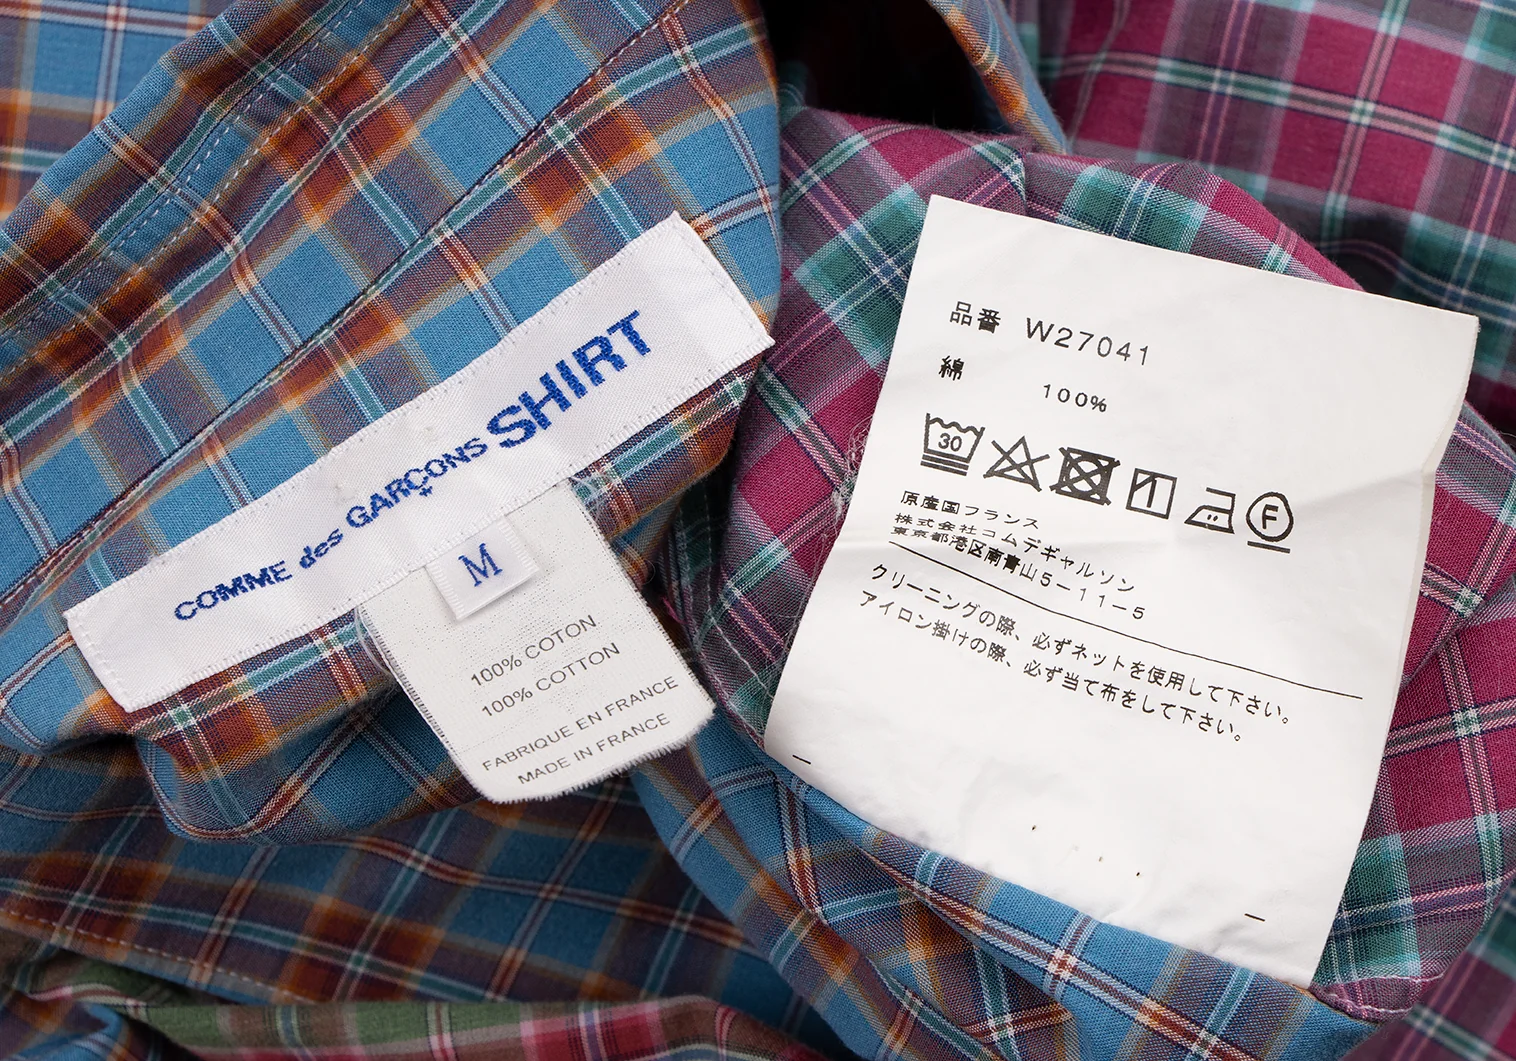 COMME des GARÇONS SHIRT
M
100% COTON
100% COTTON
FABRIQUE EN FRANCE
MADE IN FRANCE
品番 W27041
綿 100%
30
F
原産国フランス
株式会社コムデギャルソン
東京都港区南青山5-11-5
クリーニングの際、必ずネットを使用して下さい。
アイロン掛けの際、必ず当て布をして下さい。